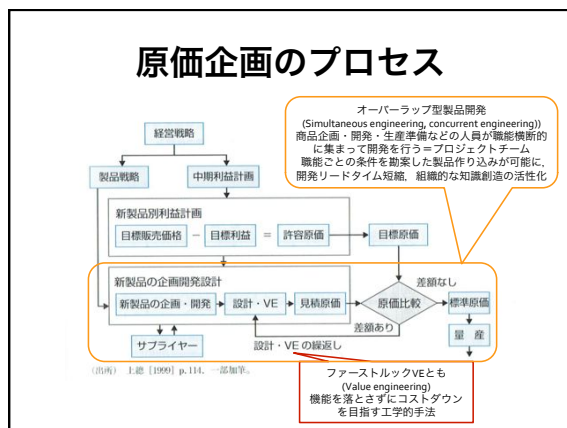 原価企画のプロセス
オーバーラップ型製品開発
(Simultaneous engineering, concurrent engineering))
商品企画・開発・生産準備などの人員が職能横断的
に集まって開発を行う＝プロジェクトチーム
職能ごとの条件を勘案した製品作り込みが可能に，
開発リードタイム短縮，組織的な知識創造の活性化
経営戦略
製品戦略
中期利益計画
新製品別利益計画
目標販売価格 － 目標利益 ＝ 許容原価
目標原価
新製品の企画開発設計
新製品の企画・開発
設計・VE
見積原価
原価比較
差額なし
標準原価
差額あり
サプライヤー
設計・VE の繰返し
量 産
(出所) 上總 [1999] p.114, 一部加筆。
ファーストルックVEとも
(Value engineering)
機能を落とさずにコストダウン
を目指す工学的手法